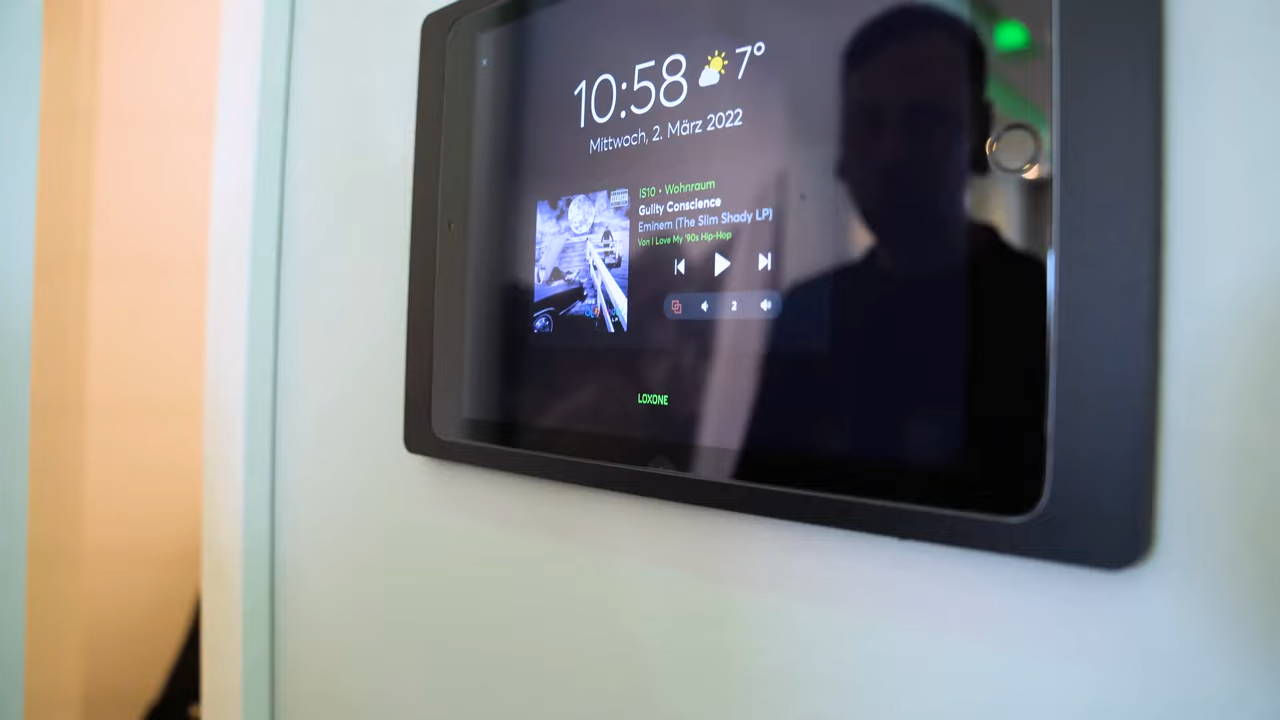 10:58 7°
Mittwoch, 2. März 2022
IS10 • Wohnraum
Guilty Conscience
Eminem (The Slim Shady LP)
Von I Love My '90s Hip-Hop
2
LOXONE